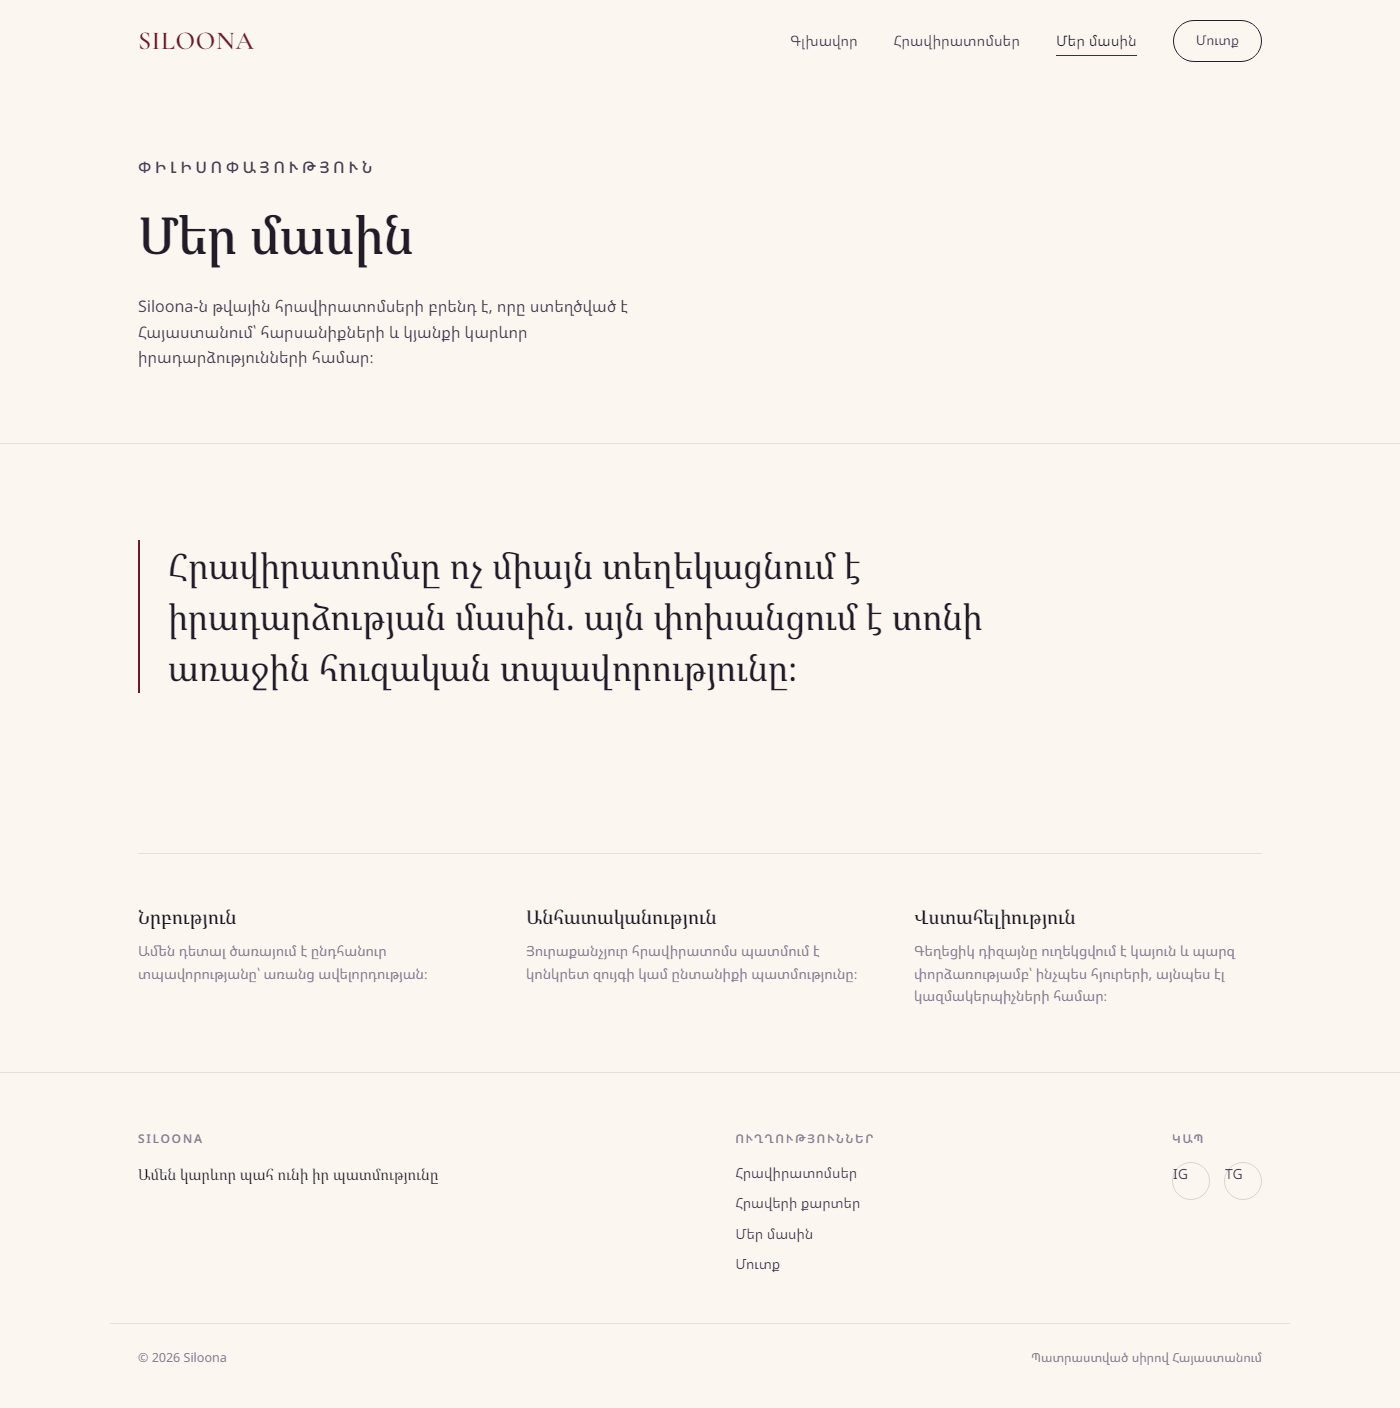 SILOONA
Գլխավոր
Հրավիրատոմսեր
Մեր մասին
Մուտք
ՓԻԼԻՍՈՓԱՅՈՒԹՅՈՒՆ
Մեր մասին
Siloona-ն թվային հրավիրատոմսերի բրենդ է, որը ստեղծված է
Հայաստանում՝ հարսանիքների և կյանքի կարևոր
իրադարձությունների համար։
Հրավիրատոմսը ոչ միայն տեղեկացնում է
իրադարձության մասին. այն փոխանցում է տոնի
առաջին հուզական տպավորությունը։
Նրբություն
Ամեն դետալ ծառայում է ընդհանուր
տպավորությանը՝ առանց ավելորդության։
Անհատականություն
Յուրաքանչյուր հրավիրատոմս պատմում է
կոնկրետ զույգի կամ ընտանիքի պատմությունը։
Վստահելիություն
Գեղեցիկ դիզայնը ուղեկցվում է կայուն և պարզ
փորձառությամբ՝ ինչպես հյուրերի, այնպես էլ
կազմակերպիչների համար։
SILOONA
Ամեն կարևոր պահ ունի իր պատմությունը
ՈՒՂՂՈՒԹՅՈՒՆՆԵՐ
Հրավիրատոմսեր
Հրավերի քարտեր
Մեր մասին
Մուտք
ԿԱՊ
IG
TG
© 2026 Siloona
Պատրաստված սիրով Հայաստանում